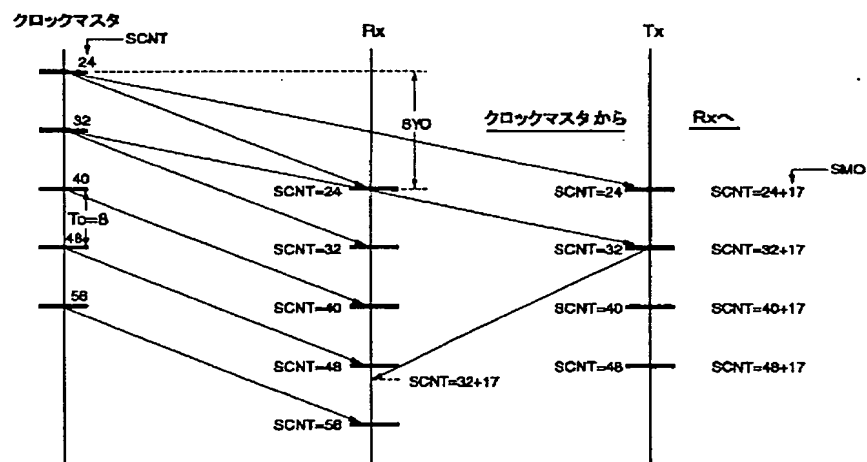 クロックマスタ
SCNT
Rx
Tx
24
SYO
クロックマスタから
Rxへ
32
SMO
40
SCNT=24
SCNT=24
SCNT=24+17
To=8
48
SCNT=32
SCNT=32
SCNT=32+17
56
SCNT=40
SCNT=40
SCNT=40+17
SCNT=48
SCNT=48
SCNT=48+17
SCNT=32+17
SCNT=56